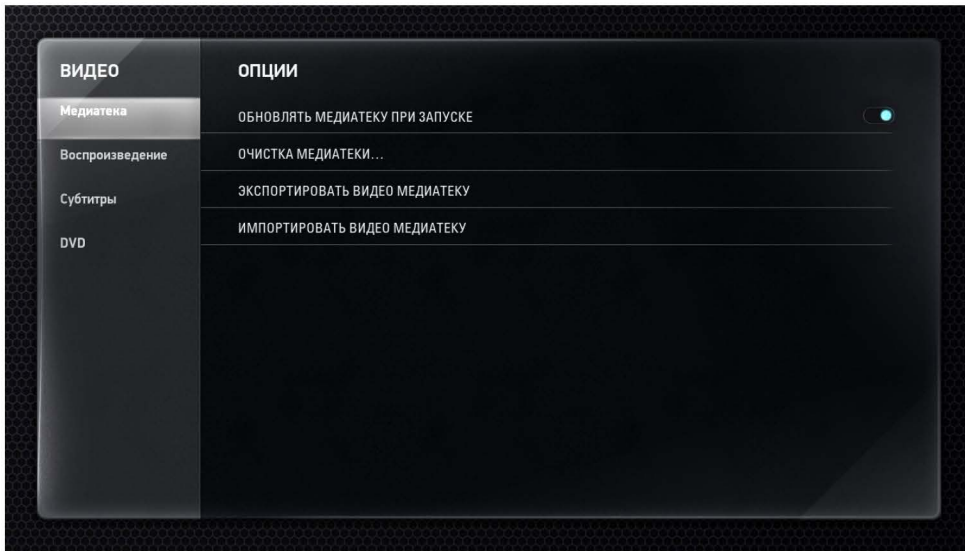 ВИДЕО
Медиатека
Воспроизведение
Субтитры
DVD
ОПЦИИ
ОБНОВЛЯТЬ МЕДИАТЕКУ ПРИ ЗАПУСКЕ
ОЧИСТКА МЕДИАТЕКИ...
ЭКСПОРТИРОВАТЬ ВИДЕО МЕДИАТЕКУ
ИМПОРТИРОВАТЬ ВИДЕО МЕДИАТЕКУ